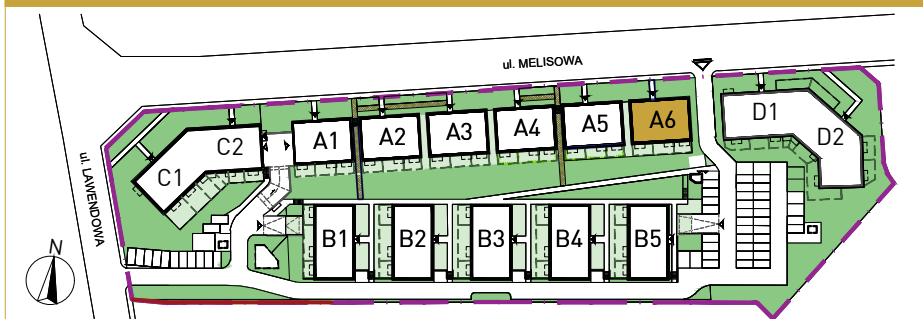 ul. MELISOWA
D1
D2
A1
A2
A3
A4
A5
A6
C2
C1
ul. LAWENDOWA
B1
B2
B3
B4
B5
N